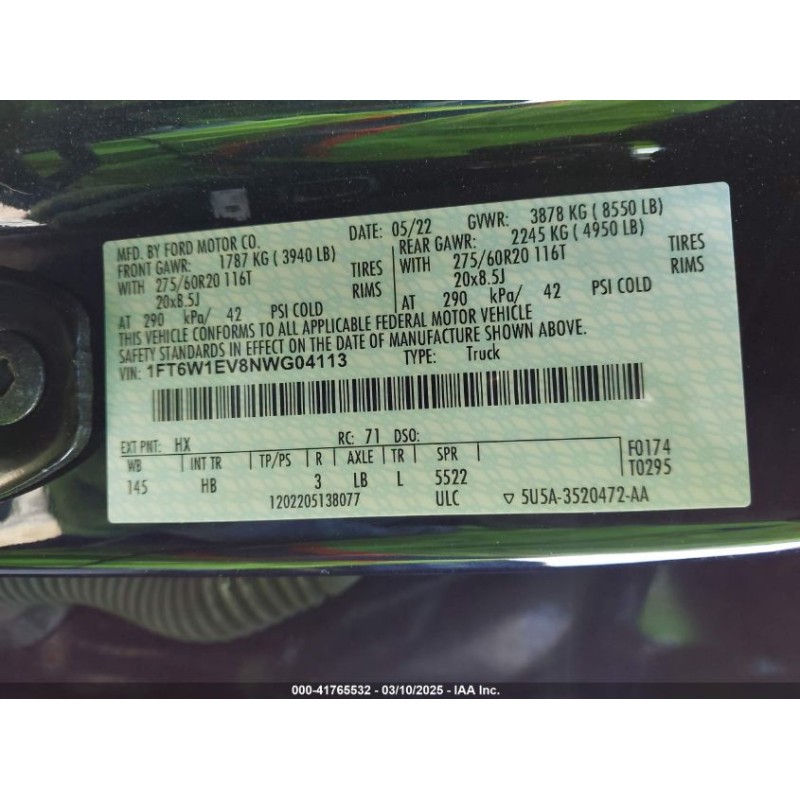 MFD. BY FORD MOTOR CO.
DATE: 05/22 GVWR: 3878 KG ( 8550 LB)
FRONT GAWR: 1787 KG ( 3940 LB) REAR GAWR: 2245 KG ( 4950 LB)
WITH 275/60R20 116T TIRES WITH 275/60R20 116T TIRES
20x8.5J RIMS 20x8.5J RIMS
AT 290 kPa/ 42 PSI COLD AT 290 kPa/ 42 PSI COLD
THIS VEHICLE CONFORMS TO ALL APPLICABLE FEDERAL MOTOR VEHICLE
SAFETY STANDARDS IN EFFECT ON THE DATE OF MANUFACTURE SHOWN ABOVE.
VIN: 1FT6W1EV8NWG04113 TYPE: Truck
EXT PNT: HX RC: 71 DSO: F0174
WB INT TR TP/PS R AXLE TR SPR T0295
145 HB 3 LB L 5522
1202205138077 ULC ▽ 5U5A-3520472-AA
000-41765532 - 03/10/2025 - IAA Inc.